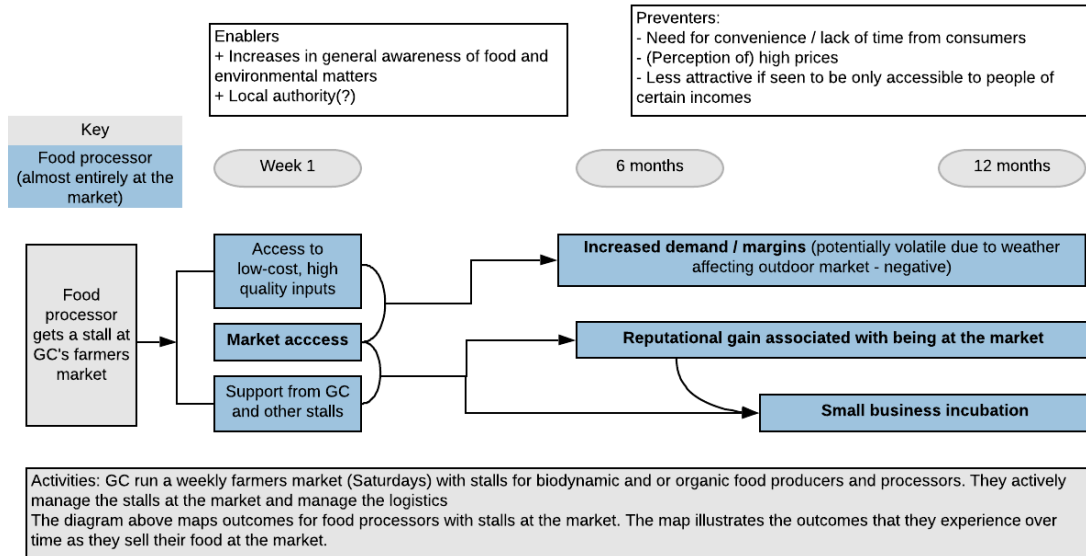 Enablers
+ Increases in general awareness of food and
environmental matters
+ Local authority(?)
Preventers:
- Need for convenience / lack of time from consumers
- (Perception of) high prices
- Less attractive if seen to be only accessible to people of
certain incomes
Key
Food processor
(almost entirely at the
market)
Week 1
6 months
12 months
Food
processor
gets a stall at
GC's farmers
market
Access to
low-cost, high
quality inputs
Market acccess
Support from GC
and other stalls
Increased demand / margins (potentially volatile due to weather
affecting outdoor market - negative)
Reputational gain associated with being at the market
Small business incubation
Activities: GC run a weekly farmers market (Saturdays) with stalls for biodynamic and or organic food producers and processors. They actively
manage the stalls at the market and manage the logistics
The diagram above maps outcomes for food processors with stalls at the market. The map illustrates the outcomes that they experience over
time as they sell their food at the market.